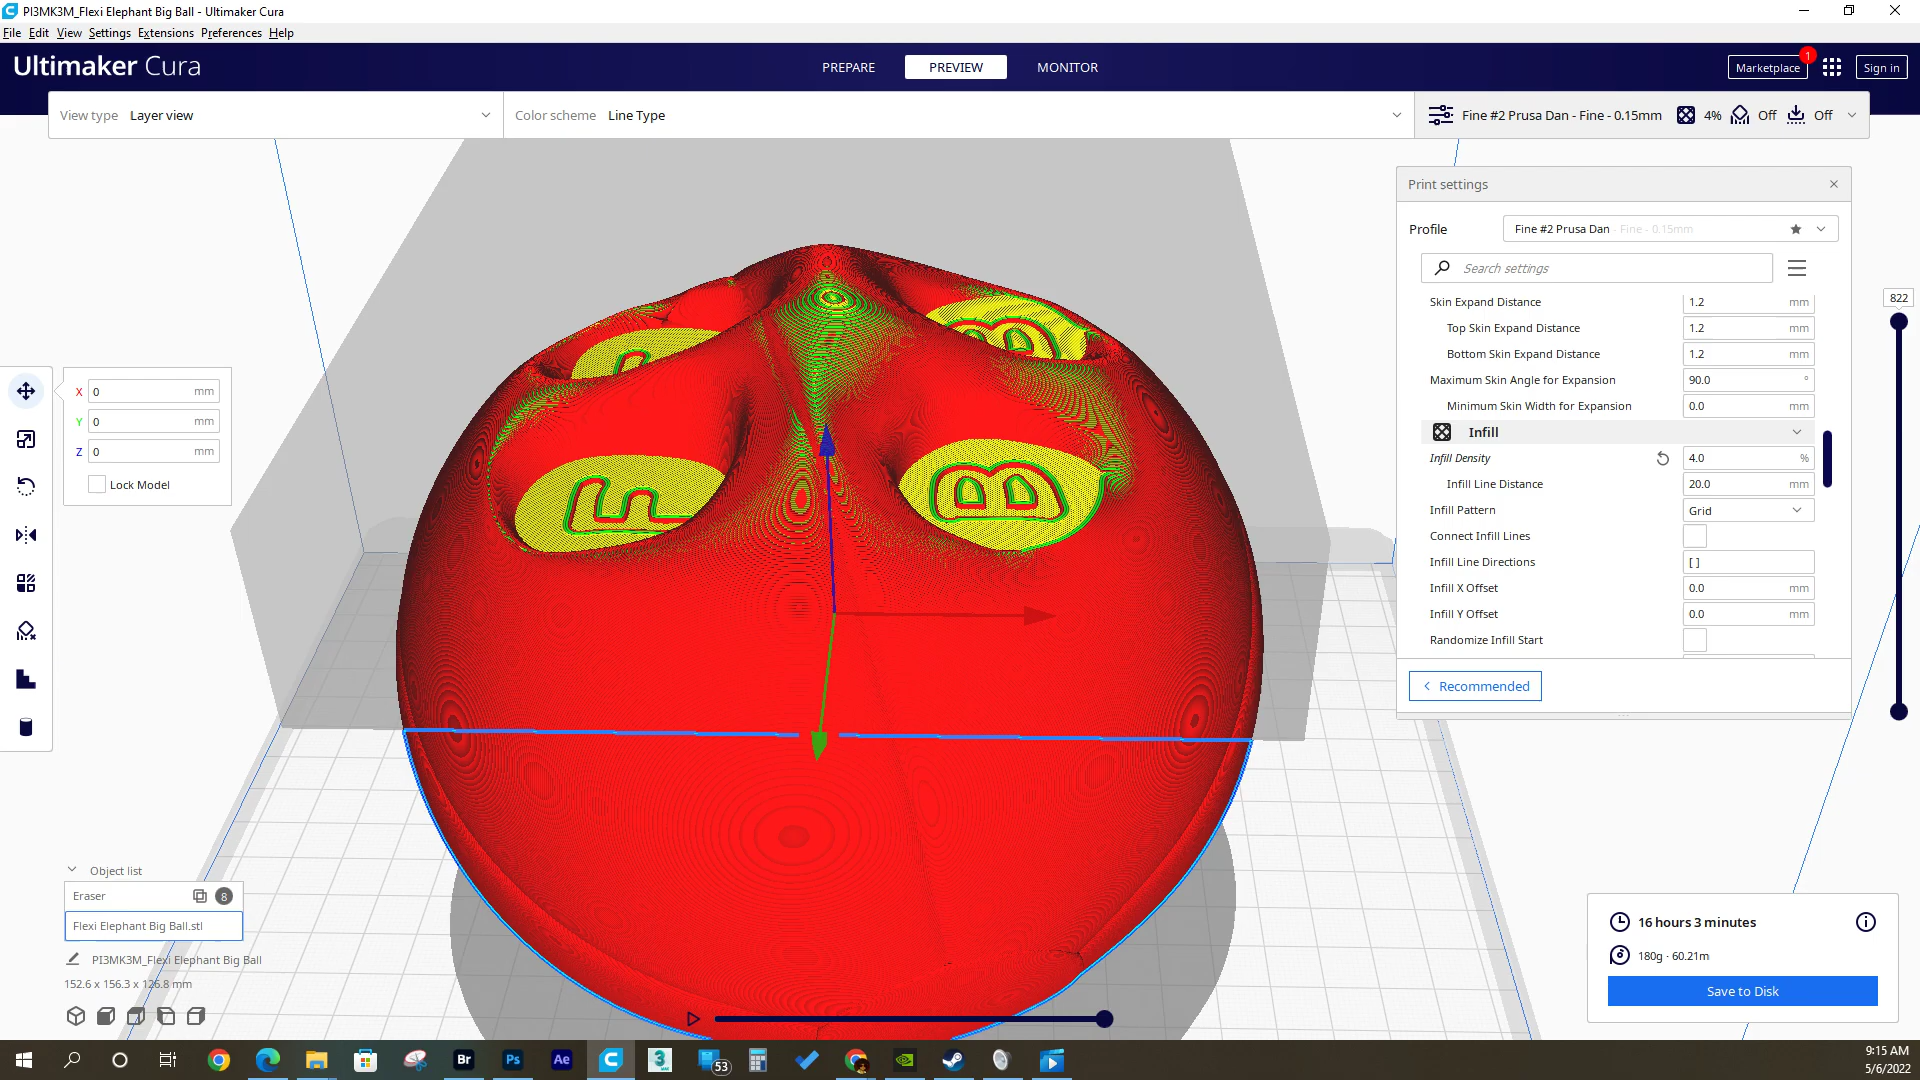 PI3MK3M_Flexi Elephant Big Ball - Ultimaker Cura
File Edit View Settings Extensions Preferences Help
Ultimaker Cura
PREPARE PREVIEW MONITOR
Marketplace 1 Sign in
View type Layer view
Color scheme Line Type
Fine #2 Prusa Dan - Fine - 0.15mm 4% Off Off
Print settings
Profile Fine #2 Prusa Dan - Fine - 0.15mm
Search settings
Skin Expand Distance 1.2 mm
Top Skin Expand Distance 1.2 mm
Bottom Skin Expand Distance 1.2 mm
Maximum Skin Angle for Expansion 90.0 °
Minimum Skin Width for Expansion 0.0 mm
Infill
Infill Density 4.0 %
Infill Line Distance 20.0 mm
Infill Pattern Grid
Connect Infill Lines
Infill Line Directions [ ]
Infill X Offset 0.0 mm
Infill Y Offset 0.0 mm
Randomize Infill Start
Recommended
822
X 0 mm
Y 0 mm
Z 0 mm
Lock Model
F B
Object list
Eraser 8
Flexi Elephant Big Ball.stl
PI3MK3M_Flexi Elephant Big Ball
152.6 x 156.3 x 126.8 mm
16 hours 3 minutes
180g · 60.21m
Save to Disk
Br Ps Ae C 3 53
9:15 AM
5/6/2022